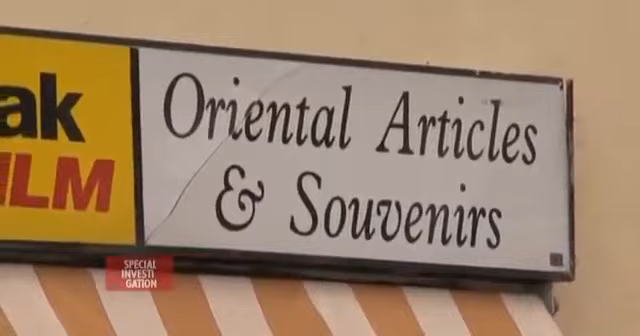 ak
ILM
Oriental Articles
& Souvenirs
SPECIAL
INVESTI
GATION